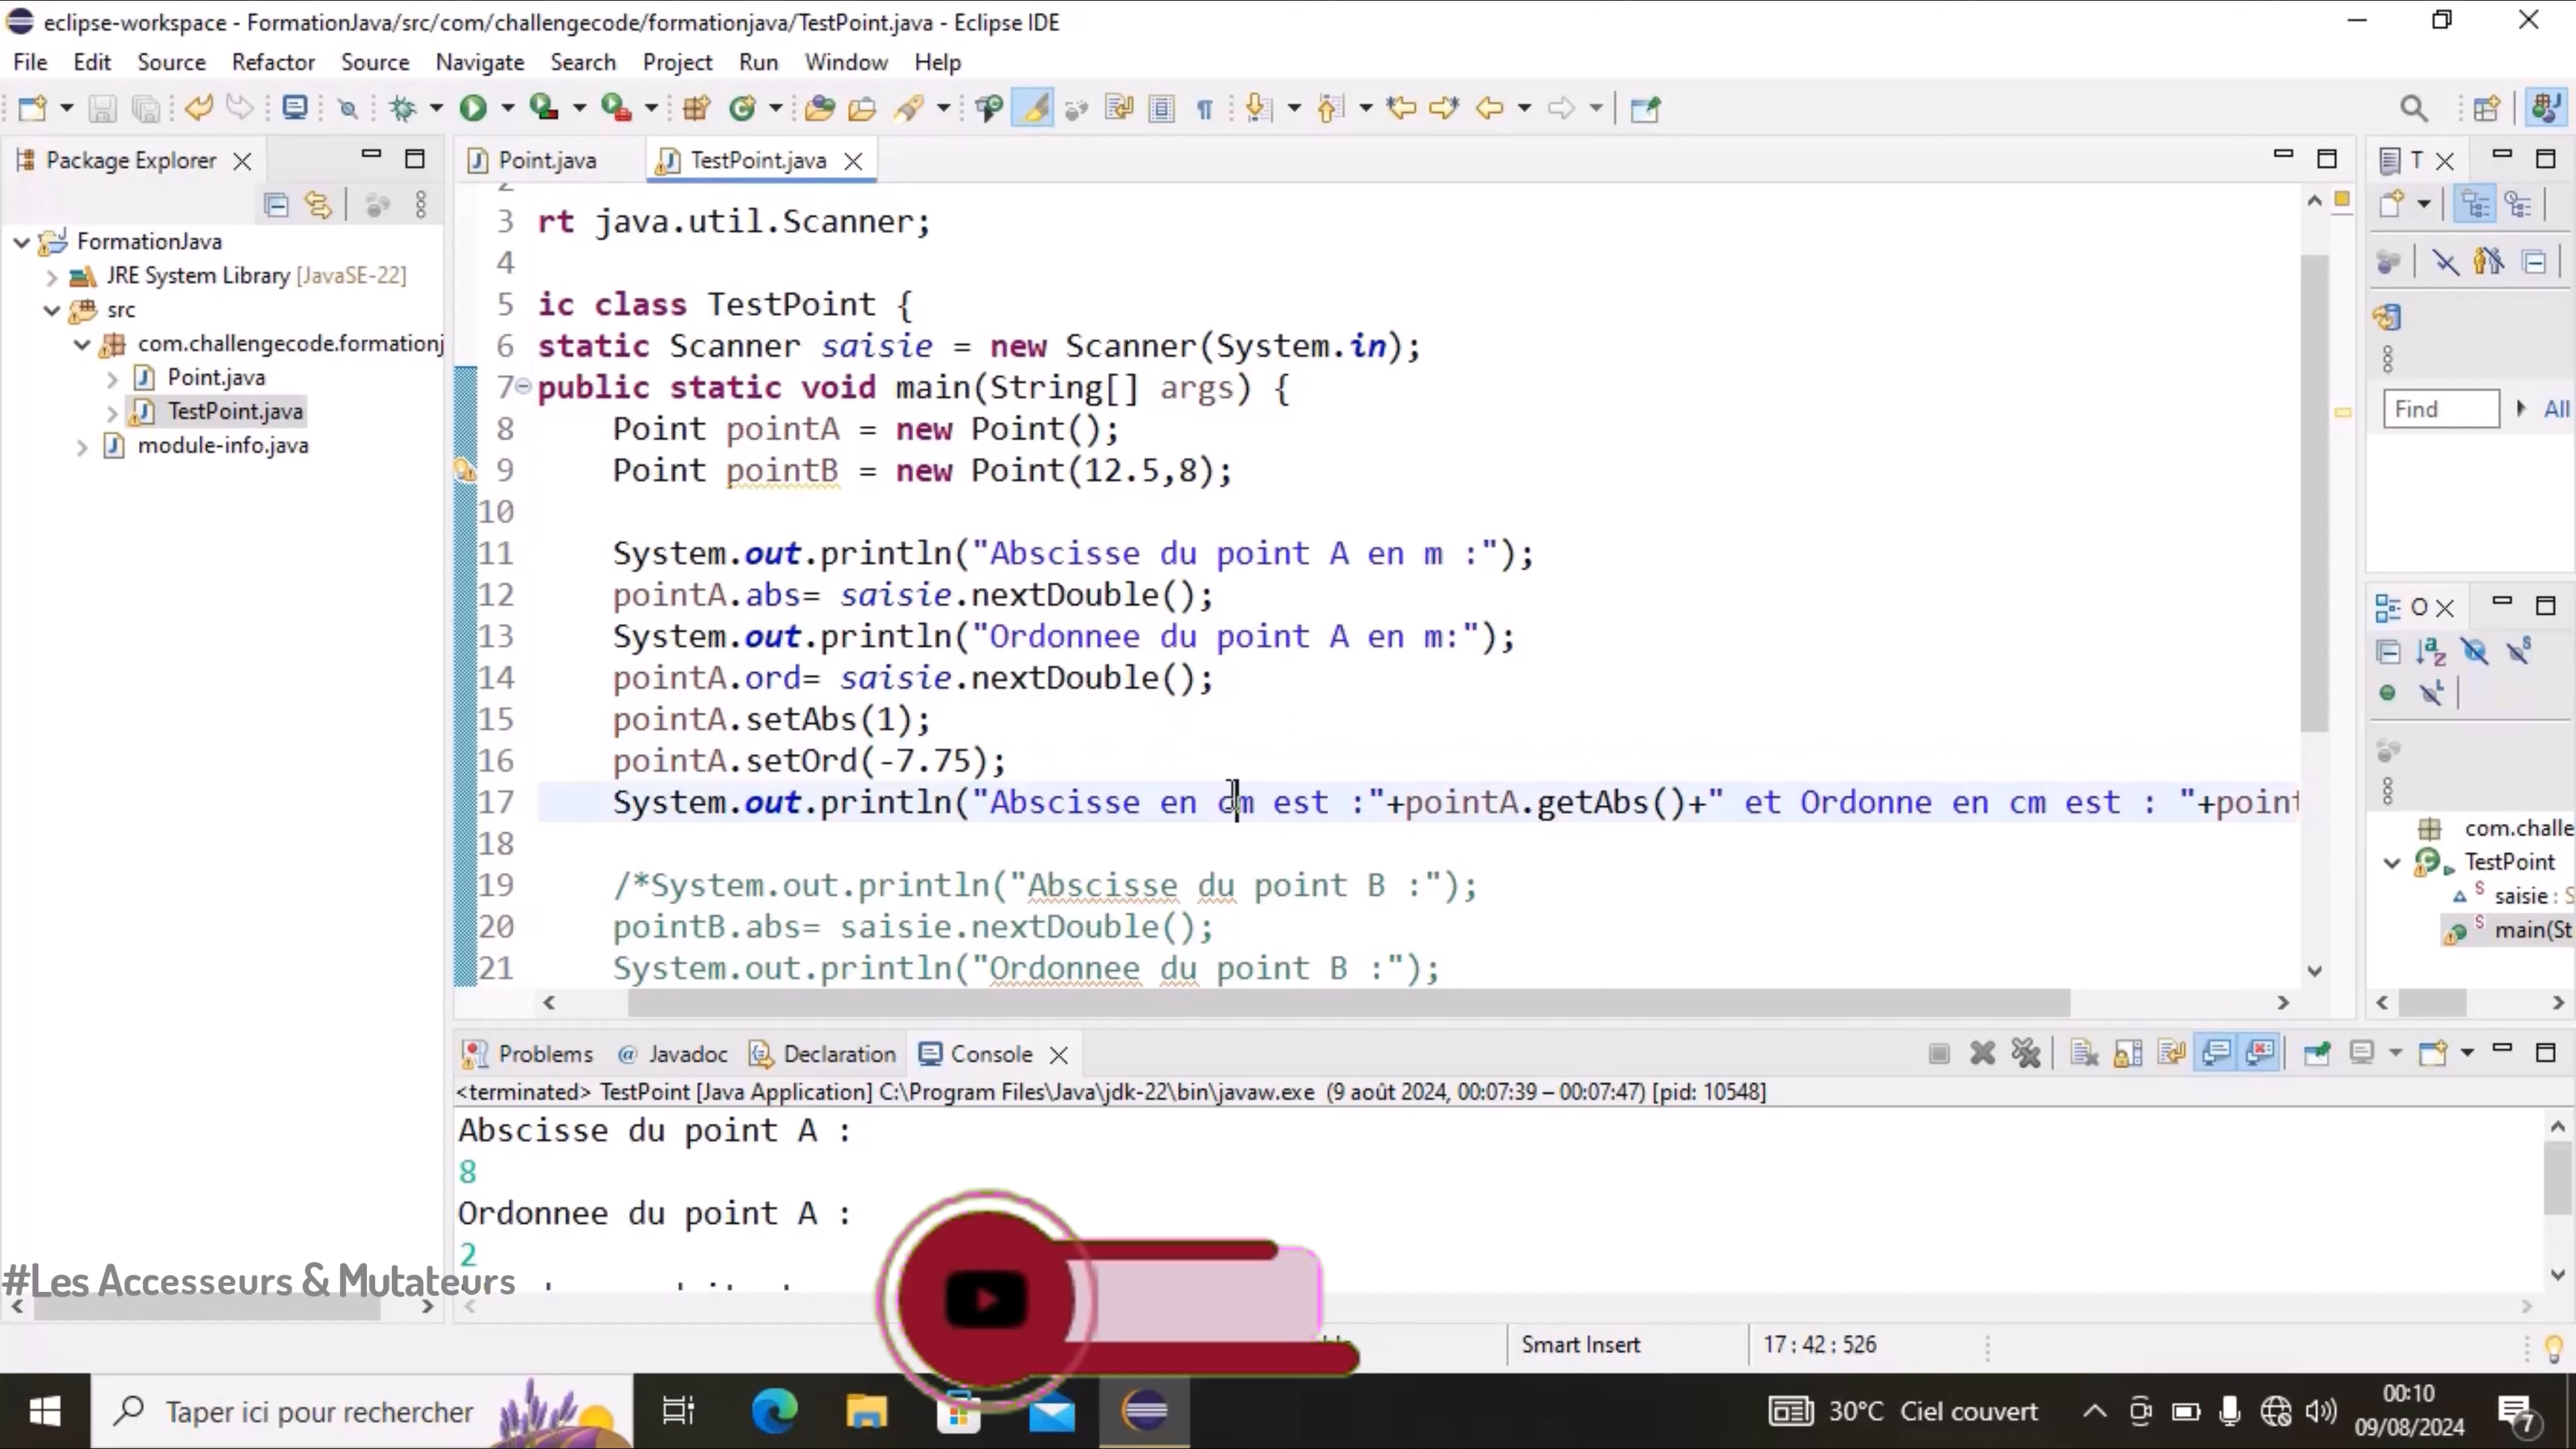 eclipse-workspace - FormationJava/src/com/challengecode/formationjava/TestPoint.java - Eclipse IDE
File Edit Source Refactor Source Navigate Search Project Run Window Help
Package Explorer
FormationJava
JRE System Library [JavaSE-22]
src
com.challengecode.formationj
Point.java
TestPoint.java
module-info.java
Point.java TestPoint.java
3 rt java.util.Scanner;
4
5 ic class TestPoint {
6 static Scanner saisie = new Scanner(System.in);
7 public static void main(String[] args) {
8 Point pointA = new Point();
9 Point pointB = new Point(12.5,8);
10
11 System.out.println("Abscisse du point A en m :");
12 pointA.abs= saisie.nextDouble();
13 System.out.println("Ordonnee du point A en m:");
14 pointA.ord= saisie.nextDouble();
15 pointA.setAbs(1);
16 pointA.setOrd(-7.75);
17 System.out.println("Abscisse en cm est :"+pointA.getAbs()+" et Ordonne en cm est : "+point
18
19 /*System.out.println("Abscisse du point B :");
20 pointB.abs= saisie.nextDouble();
21 System.out.println("Ordonnee du point B :");
T
Find All
O
com.challe
TestPoint
saisie : S
main(St
Problems Javadoc Declaration Console
<terminated> TestPoint [Java Application] C:\Program Files\Java\jdk-22\bin\javaw.exe (9 août 2024, 00:07:39 – 00:07:47) [pid: 10548]
Abscisse du point A :
8
Ordonnee du point A :
2
#Les Accesseurs & Mutateurs
Smart Insert 17 : 42 : 526
Taper ici pour rechercher
30°C Ciel couvert
00:10
09/08/2024
7